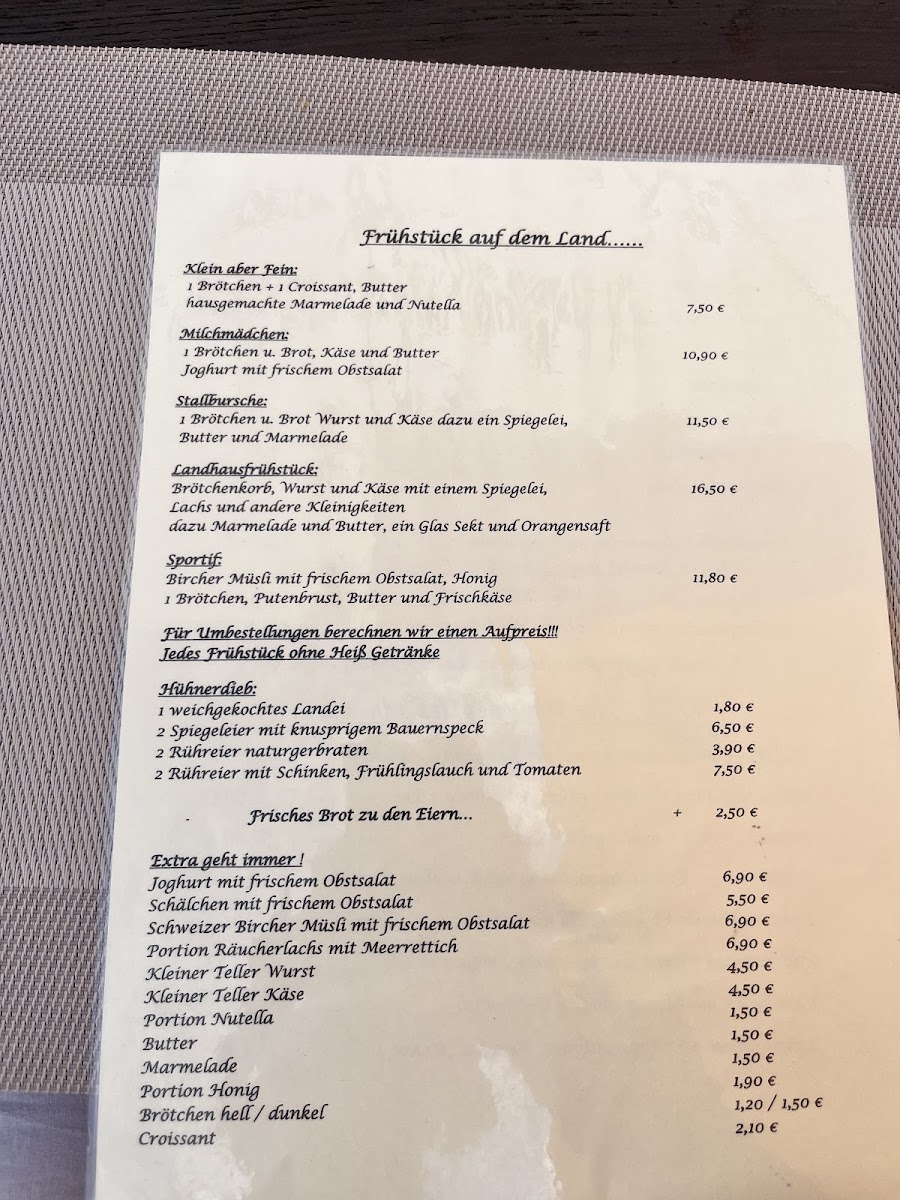 Frühstück auf dem Land......
Klein aber Fein:
1 Brötchen + 1 Croissant, Butter
hausgemachte Marmelade und Nutella 7,50 €
Milchmädchen:
1 Brötchen u. Brot, Käse und Butter 10,90 €
Joghurt mit frischem Obstsalat
Stallbursche:
1 Brötchen u. Brot Wurst und Käse dazu ein Spiegelei, 11,50 €
Butter und Marmelade
Landhausfrühstück:
Brötchenkorb, Wurst und Käse mit einem Spiegelei, 16,50 €
Lachs und andere Kleinigkeiten
dazu Marmelade und Butter, ein Glas Sekt und Orangensaft
Sportif:
Bircher Müsli mit frischem Obstsalat, Honig 11,80 €
1 Brötchen, Putenbrust, Butter und Frischkäse
Für Umbestellungen berechnen wir einen Aufpreis!!!
Jedes Frühstück ohne Heiß Getränke
Hühnerdieb:
1 weichgekochtes Landei 1,80 €
2 Spiegeleier mit knusprigem Bauernspeck 6,50 €
2 Rühreier naturgerbraten 3,90 €
2 Rühreier mit Schinken, Frühlingslauch und Tomaten 7,50 €
- Frisches Brot zu den Eiern... + 2,50 €
Extra geht immer !
Joghurt mit frischem Obstsalat 6,90 €
Schälchen mit frischem Obstsalat 5,50 €
Schweizer Bircher Müsli mit frischem Obstsalat 6,90 €
Portion Räucherlachs mit Meerrettich 6,90 €
Kleiner Teller Wurst 4,50 €
Kleiner Teller Käse 4,50 €
Portion Nutella 1,50 €
Butter 1,50 €
Marmelade 1,50 €
Portion Honig 1,90 €
Brötchen hell / dunkel 1,20 / 1,50 €
Croissant 2,10 €